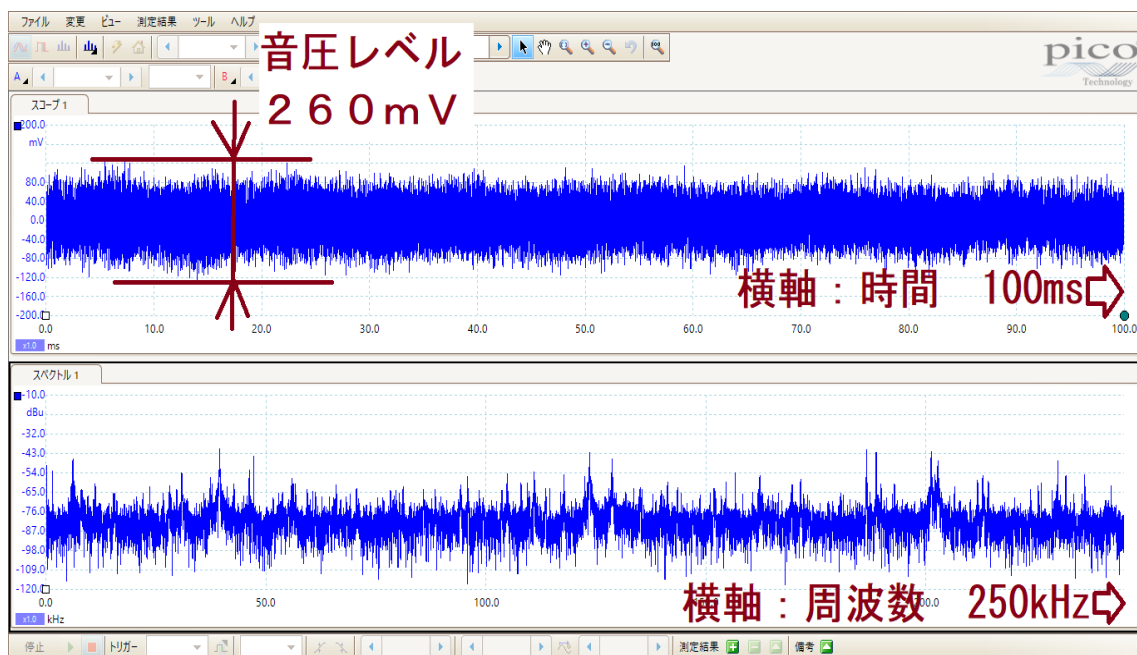 ファイル 変更 ビュー 測定結果 ツール ヘルプ
音圧レベル
２６０mV
pico
Technology
A
B
スコープ 1
200.0
mV
80.0
40.0
0.0
-40.0
-80.0
-120.0
-160.0
-200.0
横軸：時間 100ms
0.0 10.0 20.0 30.0 40.0 50.0 60.0 70.0 80.0 90.0 100.0
x1.0 ms
スペクトル 1
-10.0
dBu
-32.0
-43.0
-54.0
-65.0
-76.0
-87.0
-98.0
-109.0
-120.0
横軸：周波数 250kHz
0.0 50.0 100.0 200.0
x1.0 kHz
停止 トリガー 測定結果 備考